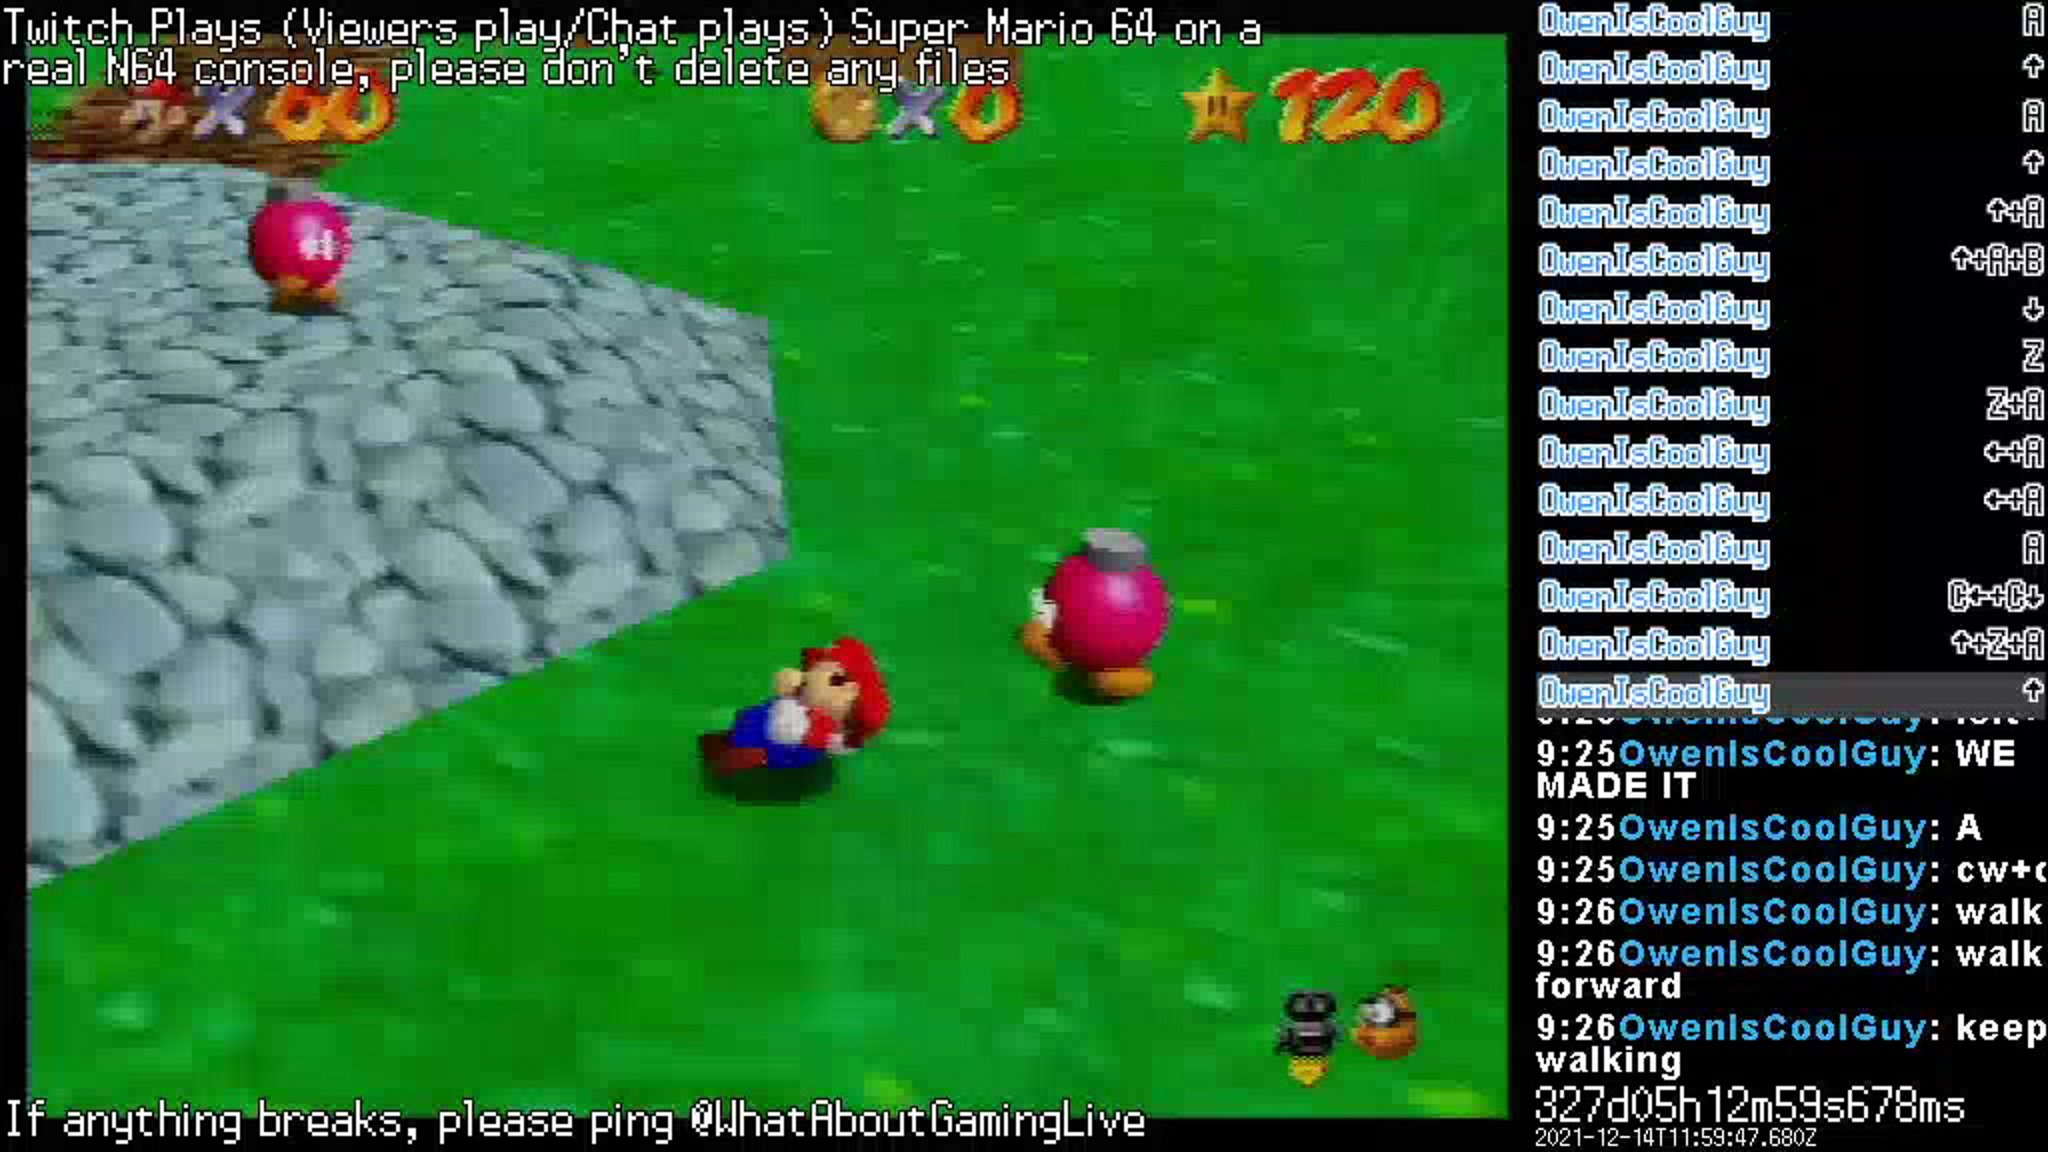 Twitch Plays (Viewers play/Chat plays) Super Mario 64 on a
real N64 console, please don't delete any files
× 0 120
OwenIsCoolGuy A
OwenIsCoolGuy ↑
OwenIsCoolGuy A
OwenIsCoolGuy ↑
OwenIsCoolGuy ↑+A
OwenIsCoolGuy ↑+A+B
OwenIsCoolGuy ↓
OwenIsCoolGuy Z
OwenIsCoolGuy Z+A
OwenIsCoolGuy ←+A
OwenIsCoolGuy ←+A
OwenIsCoolGuy A
OwenIsCoolGuy C←+C↓
OwenIsCoolGuy ↑+Z+A
OwenIsCoolGuy ↑
9:25OwenIsCoolGuy: WE
MADE IT
9:25OwenIsCoolGuy: A
9:25OwenIsCoolGuy: cw+c
9:26OwenIsCoolGuy: walk
9:26OwenIsCoolGuy: walk
forward
9:26OwenIsCoolGuy: keep
walking
327d05h12m59s678ms
2021-12-14T11:59:47.680Z
If anything breaks, please ping @WhatAboutGamingLive